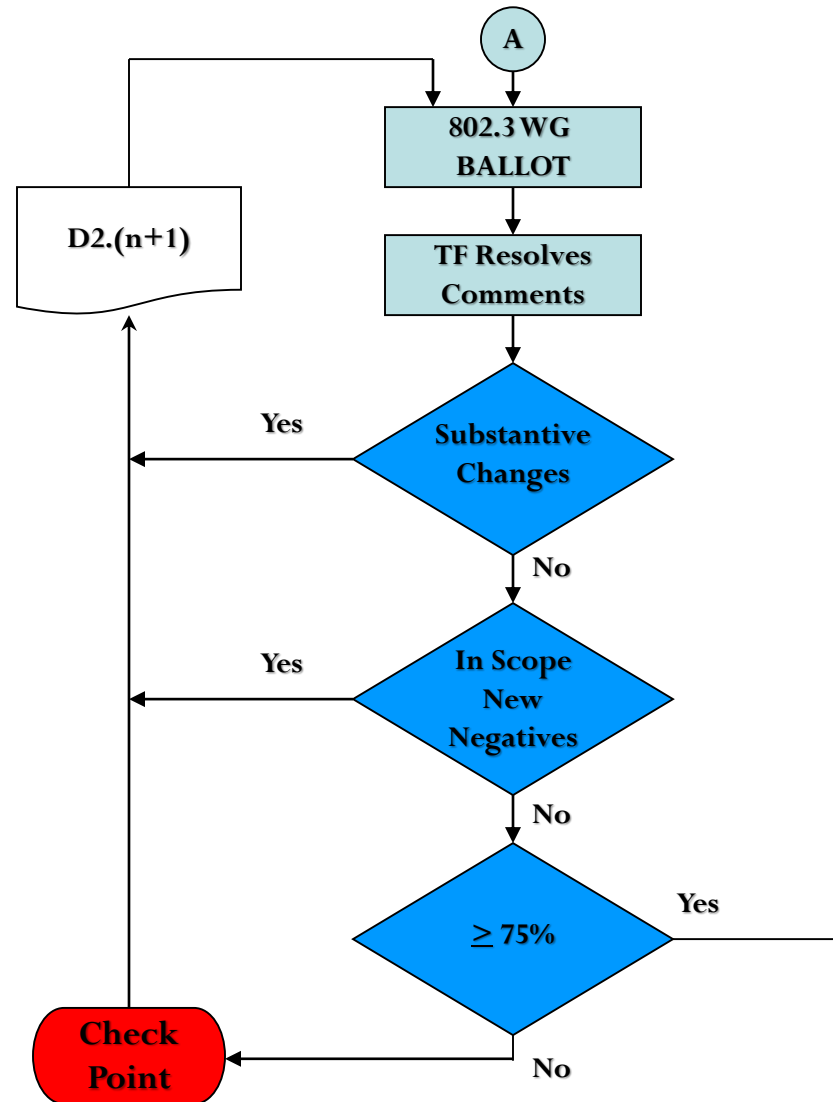 A
802.3 WG
BALLOT
D2.(n+1)
TF Resolves
Comments
Yes
Substantive
Changes
No
Yes
In Scope
New
Negatives
No
≥ 75%
Yes
Check
Point
No